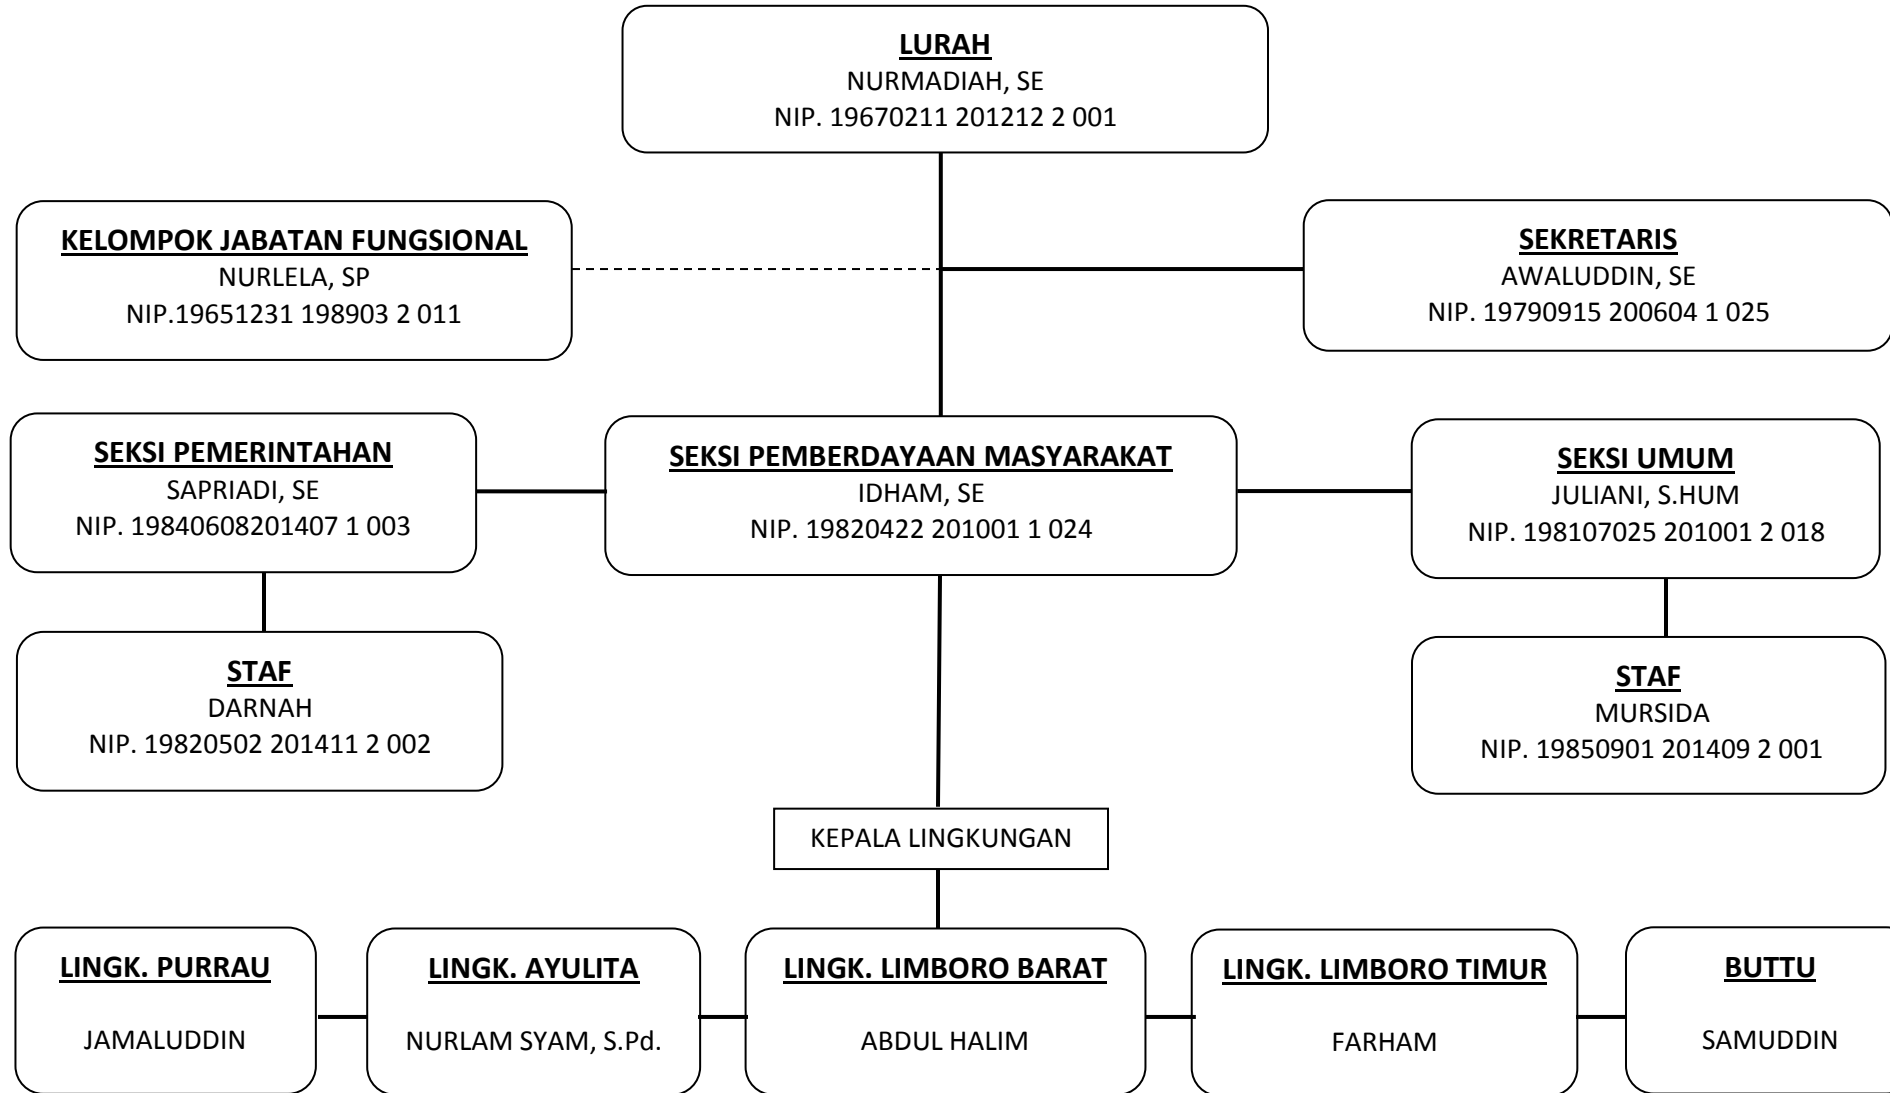 LURAH
NURMADIAH, SE
NIP. 19670211 201212 2 001
KELOMPOK JABATAN FUNGSIONAL
NURLELA, SP
NIP.19651231 198903 2 011
SEKRETARIS
AWALUDDIN, SE
NIP. 19790915 200604 1 025
SEKSI PEMERINTAHAN
SAPRIADI, SE
NIP. 19840608201407 1 003
SEKSI PEMBERDAYAAN MASYARAKAT
IDHAM, SE
NIP. 19820422 201001 1 024
SEKSI UMUM
JULIANI, S.HUM
NIP. 198107025 201001 2 018
STAF
DARNAH
NIP. 19820502 201411 2 002
STAF
MURSIDA
NIP. 19850901 201409 2 001
KEPALA LINGKUNGAN
LINGK. PURRAU
JAMALUDDIN
LINGK. AYULITA
NURLAM SYAM, S.Pd.
LINGK. LIMBORO BARAT
ABDUL HALIM
LINGK. LIMBORO TIMUR
FARHAM
BUTTU
SAMUDDIN